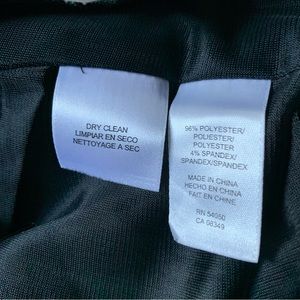 DRY CLEAN
LIMPIAR EN SECO
NETTOYAGE A SEC
96% POLYESTER/
POLIESTER/
POLYESTER
4% SPANDEX/
SPANDEX/SPANDEX
MADE IN CHINA
HECHO EN CHINA
FAIT EN CHINE
RN 54050
CA 08349